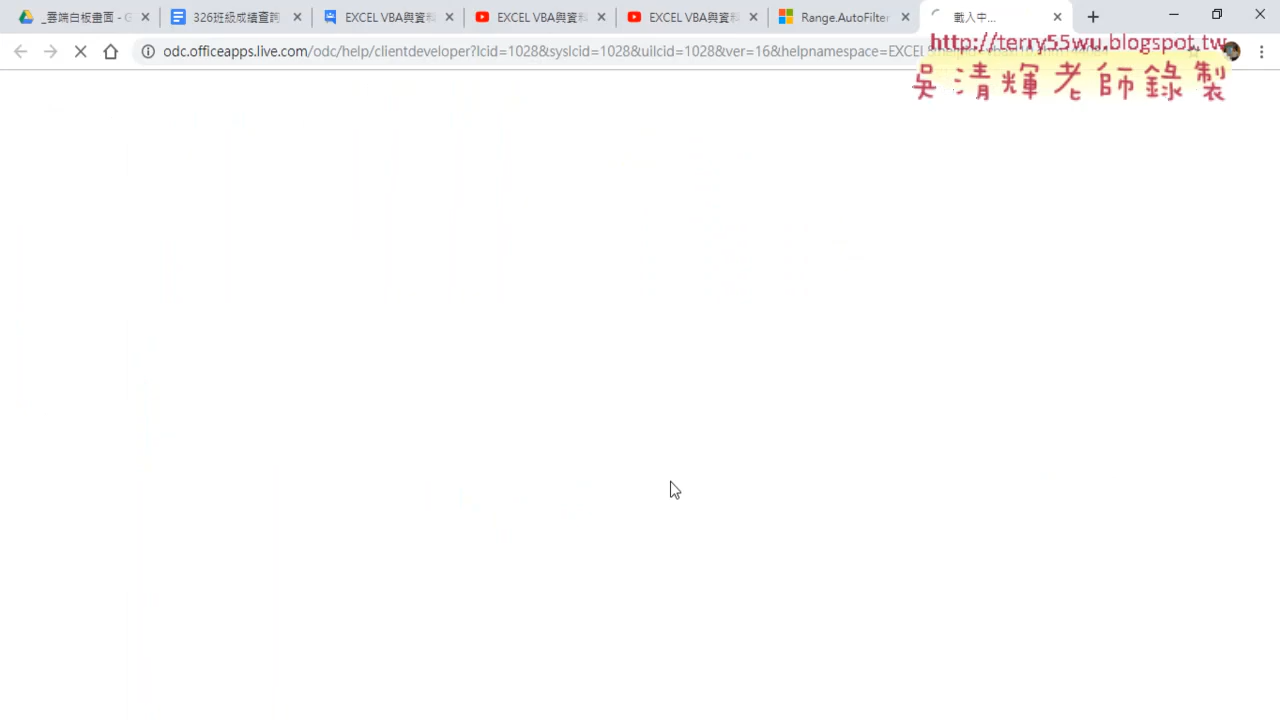 _雲端白板畫面 - G
326班級成績查詢
EXCEL VBA與資料
EXCEL VBA與資料
EXCEL VBA與資料
Range.AutoFilter
載入中...
odc.officeapps.live.com/odc/help/clientdeveloper?lcid=1028&syslcid=1028&uilcid=1028&ver=16&helpnamespace=EXCEL
http://terry55wu.blogspot.tw
吳清輝老師錄製